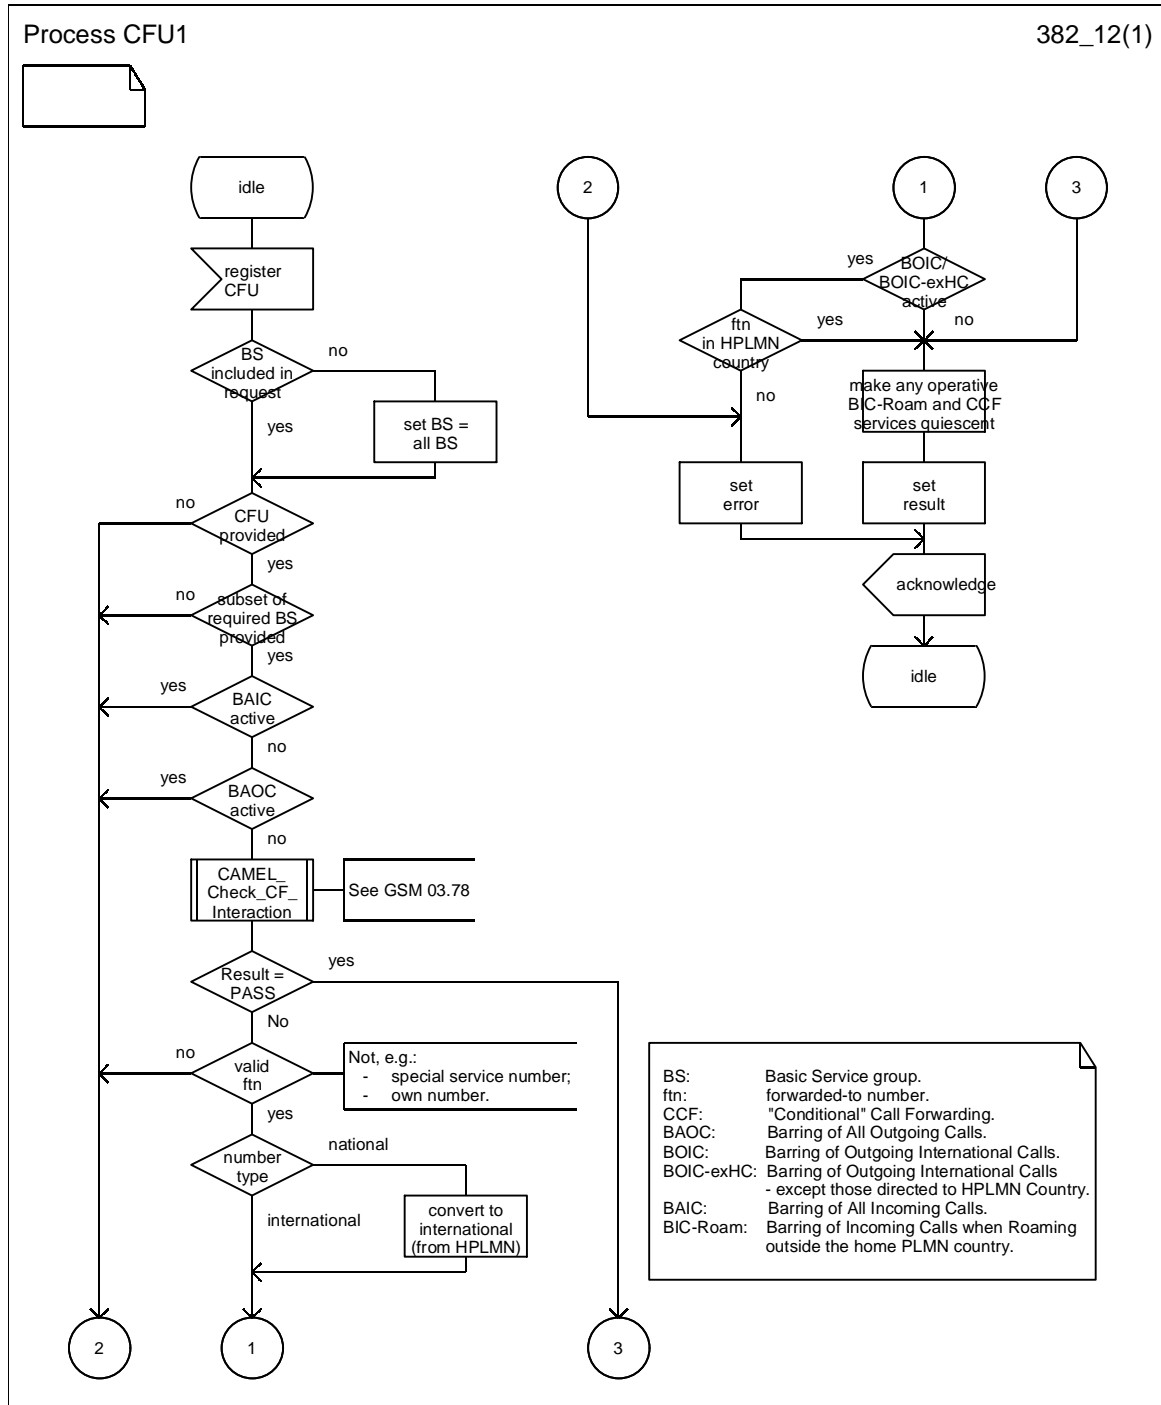 Process CFU1
382_12(1)
idle
register
CFU
BS
included in
request
no
yes
set BS =
all BS
no
CFU
provided
yes
no
subset of
required BS
provided
yes
yes
BAIC
active
no
yes
BAOC
active
no
CAMEL_
Check_CF_
Interaction
See GSM 03.78
Result =
PASS
yes
No
no
valid
ftn
Not, e.g.:
- special service number;
- own number.
yes
number
type
national
international
convert to
international
(from HPLMN)
2
1
3
2
1
3
yes
BOIC/
BOIC-exHC
active
no
ftn
in HPLMN
country
yes
no
make any operative
BIC-Roam and CCF
services quiescent
set
error
set
result
acknowledge
idle
BS: Basic Service group.
ftn: forwarded-to number.
CCF: "Conditional" Call Forwarding.
BAOC: Barring of All Outgoing Calls.
BOIC: Barring of Outgoing International Calls.
BOIC-exHC: Barring of Outgoing International Calls
- except those directed to HPLMN Country.
BAIC: Barring of All Incoming Calls.
BIC-Roam: Barring of Incoming Calls when Roaming
outside the home PLMN country.